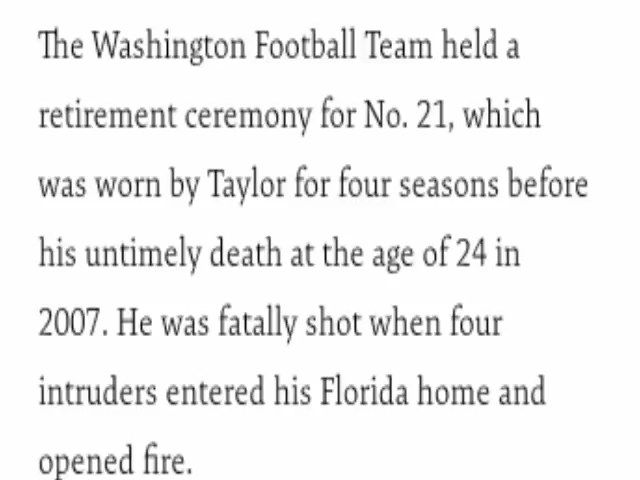 The Washington Football Team held a
retirement ceremony for No. 21, which
was worn by Taylor for four seasons before
his untimely death at the age of 24 in
2007. He was fatally shot when four
intruders entered his Florida home and
opened fire.